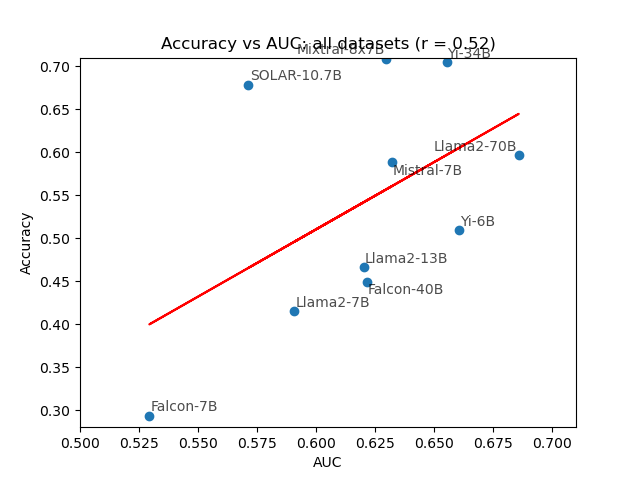 Accuracy vs AUC: all datasets (r = 0.52)
Mixtral-8x7B
Yi-34B
SOLAR-10.7B
Llama2-70B
Mistral-7B
Yi-6B
Llama2-13B
Falcon-40B
Llama2-7B
Falcon-7B
Accuracy
0.70
0.65
0.60
0.55
0.50
0.45
0.40
0.35
0.30
0.500 0.525 0.550 0.575 0.600 0.625 0.650 0.675 0.700
AUC